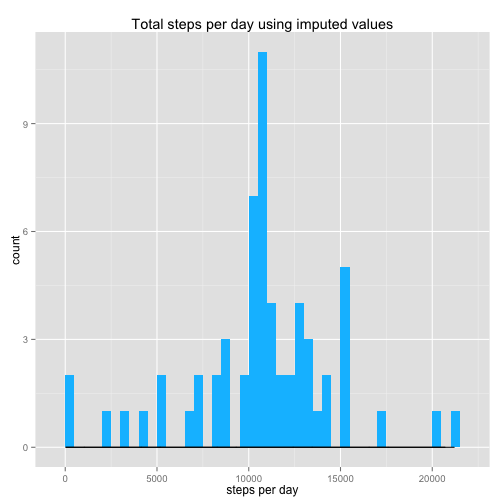 Total steps per day using imputed values
9
6
3
0
count
0 5000 10000 15000 20000
steps per day